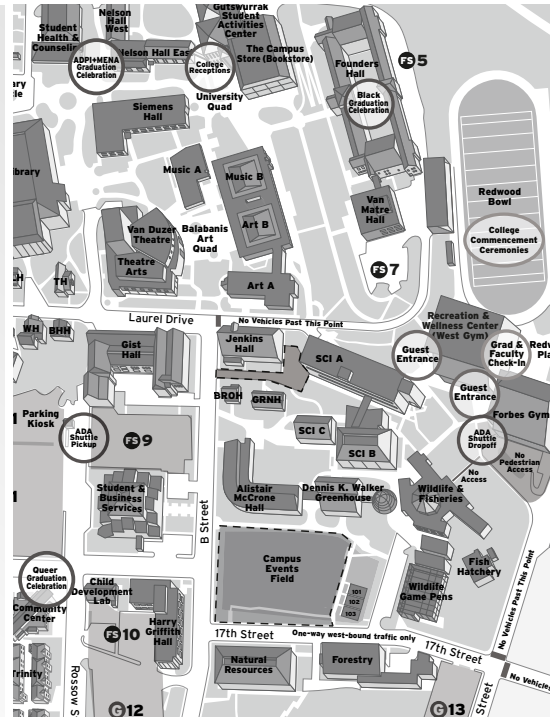 Nelson
Hall
West
Student
Health &
Counselin
ADPI+MENA
Graduation
Celebration
Nelson Hall East
College
Receptions
Gutswurrak
Student
Activities
Center
The Campus
Store (Bookstore)
University
Quad
Founders
Hall
Black
Graduation
Celebration
FS 5
ary
le
Siemens
Hall
ibrary
Music A
Music B
Van Matre
Hall
Redwood
Bowl
College
Commencement
Ceremonies
Van Duzer
Theatre
Theatre
Arts
Balabanis
Art
Quad
Art B
Art A
FS 7
H
TH
Laurel Drive
No Vehicles Past This Point
WH
BHH
Gist
Hall
Jenkins
Hall
SCI A
Recreation &
Wellness Center
(West Gym)
Guest
Entrance
Grad &
Faculty
Check-In
Redw
Pla
Guest
Entrance
Forbes Gym
BROH
GRNH
Parking
Kiosk
ADA
Shuttle
Pickup
FS 9
SCI C
SCI B
ADA
Shuttle
Dropoff
No
Pedestrian
Access
No
Access
Student &
Business
Services
B Street
Alistair
McCrone
Hall
Dennis K. Walker
Greenhouse
Wildlife &
Fisheries
Campus
Events
Field
101
102
103
Wildlife
Game Pens
Fish
Hatchery
No Vehicles Past This Point
Queer
Graduation
Celebration
Community
Center
Child
Development
Lab
FS 10
Harry
Griffith
Hall
17th Street
One-way west-bound traffic only
17th Street
Trinity
Rossow S
Natural
Resources
Forestry
Street
No Vehicles
G 12
G 13